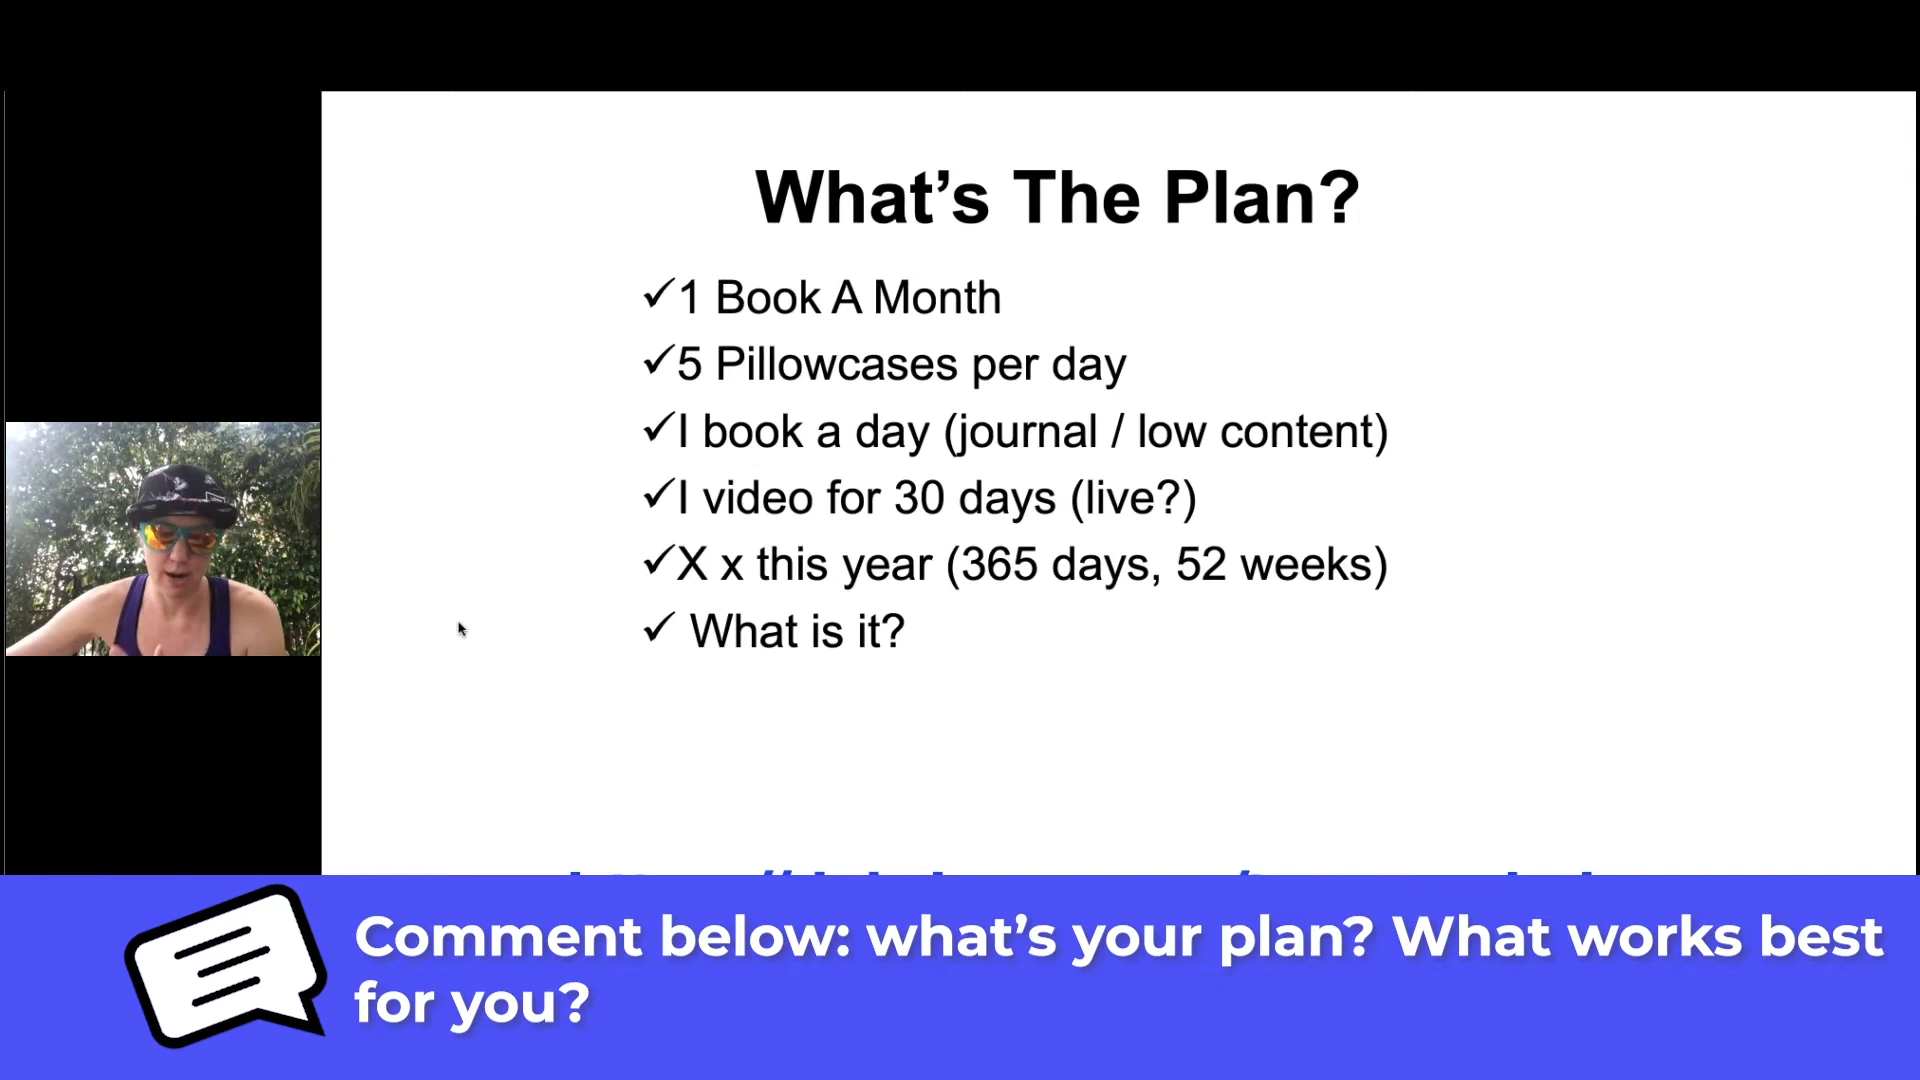 What's The Plan?
✓1 Book A Month
✓5 Pillowcases per day
✓I book a day (journal / low content)
✓I video for 30 days (live?)
✓X x this year (365 days, 52 weeks)
✓ What is it?
Comment below: what's your plan? What works best
for you?